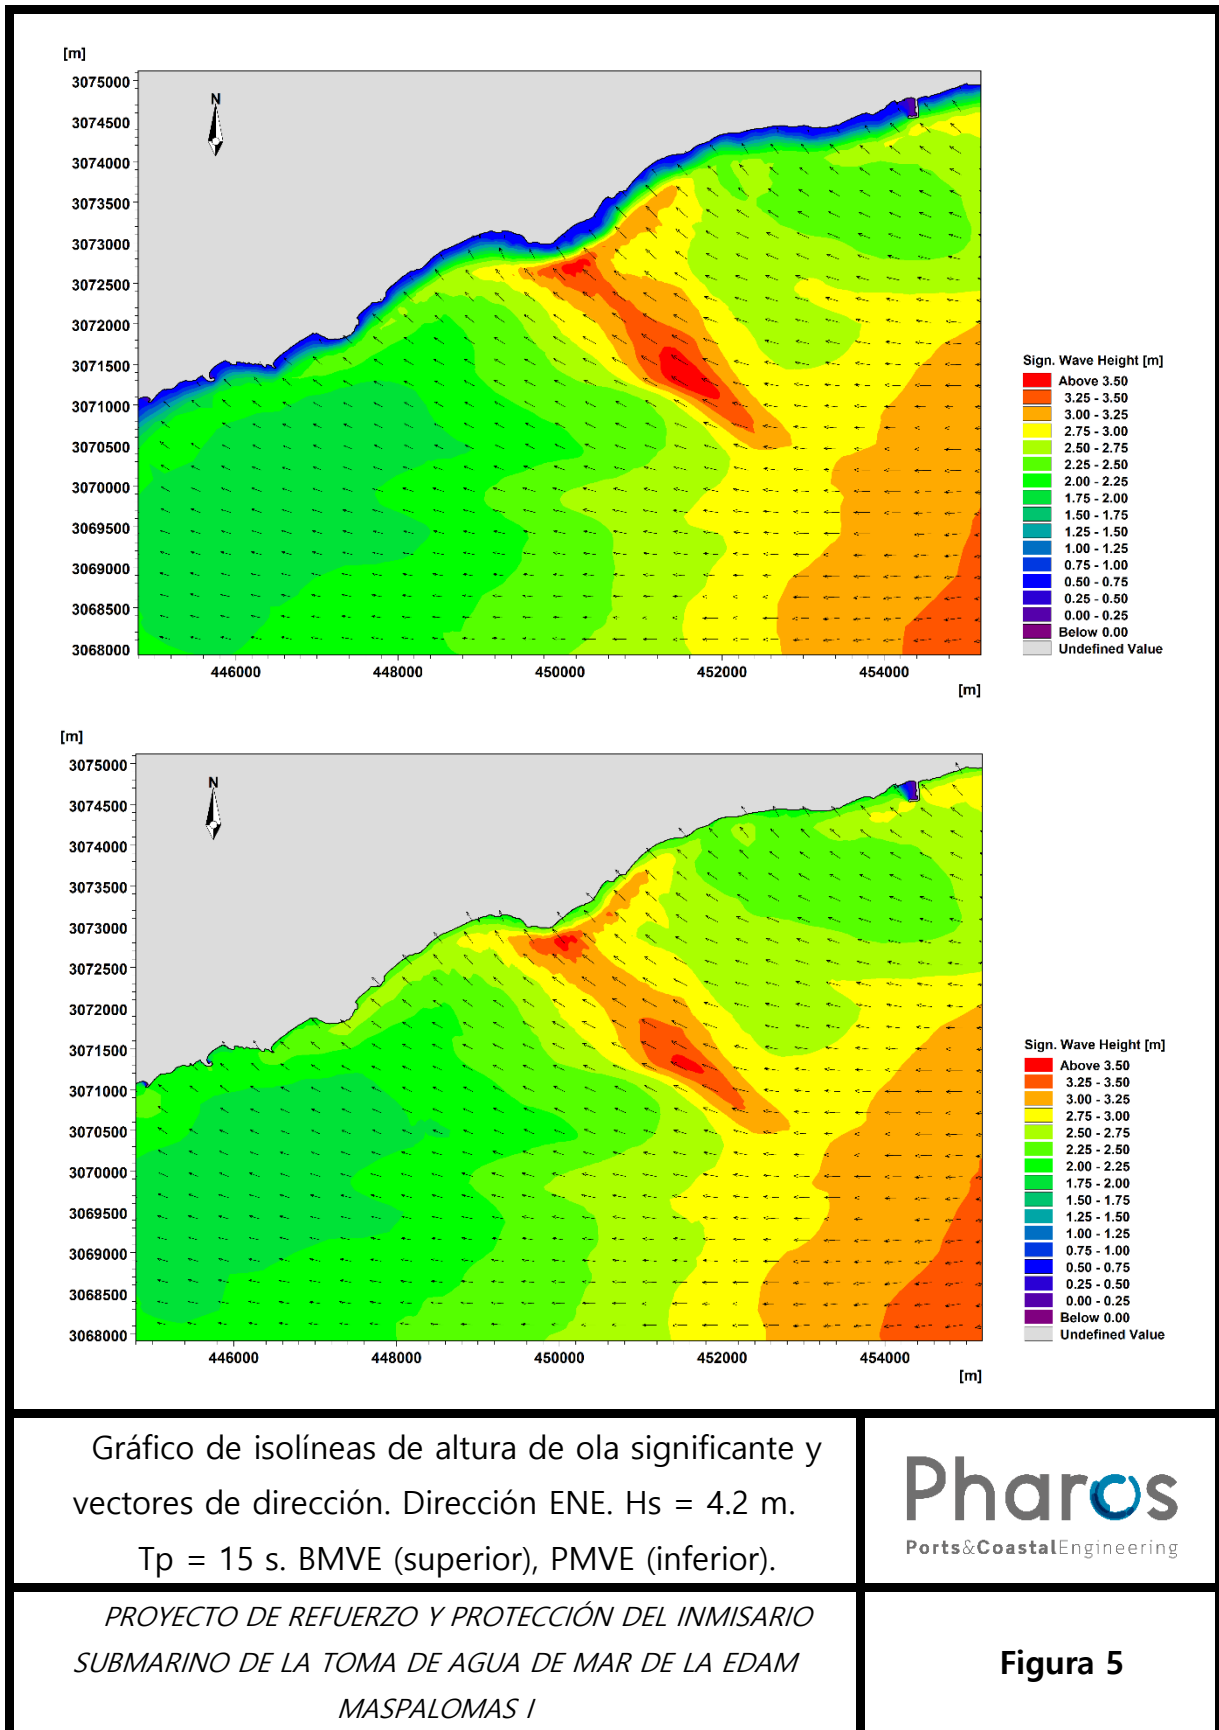 [m]
3075000
3074500
3074000
3073500
3073000
3072500
3072000
3071500
3071000
3070500
3070000
3069500
3069000
3068500
3068000
N
446000 448000 450000 452000 454000
[m]
Sign. Wave Height [m]
Above 3.50
3.25 - 3.50
3.00 - 3.25
2.75 - 3.00
2.50 - 2.75
2.25 - 2.50
2.00 - 2.25
1.75 - 2.00
1.50 - 1.75
1.25 - 1.50
1.00 - 1.25
0.75 - 1.00
0.50 - 0.75
0.25 - 0.50
0.00 - 0.25
Below 0.00
Undefined Value
[m]
3075000
3074500
3074000
3073500
3073000
3072500
3072000
3071500
3071000
3070500
3070000
3069500
3069000
3068500
3068000
N
446000 448000 450000 452000 454000
[m]
Sign. Wave Height [m]
Above 3.50
3.25 - 3.50
3.00 - 3.25
2.75 - 3.00
2.50 - 2.75
2.25 - 2.50
2.00 - 2.25
1.75 - 2.00
1.50 - 1.75
1.25 - 1.50
1.00 - 1.25
0.75 - 1.00
0.50 - 0.75
0.25 - 0.50
0.00 - 0.25
Below 0.00
Undefined Value
Gráfico de isolíneas de altura de ola significante y
vectores de dirección. Dirección ENE. Hs = 4.2 m.
Tp = 15 s. BMVE (superior), PMVE (inferior).
Pharos
Ports&CoastalEngineering
PROYECTO DE REFUERZO Y PROTECCIÓN DEL INMISARIO
SUBMARINO DE LA TOMA DE AGUA DE MAR DE LA EDAM
MASPALOMAS I
Figura 5